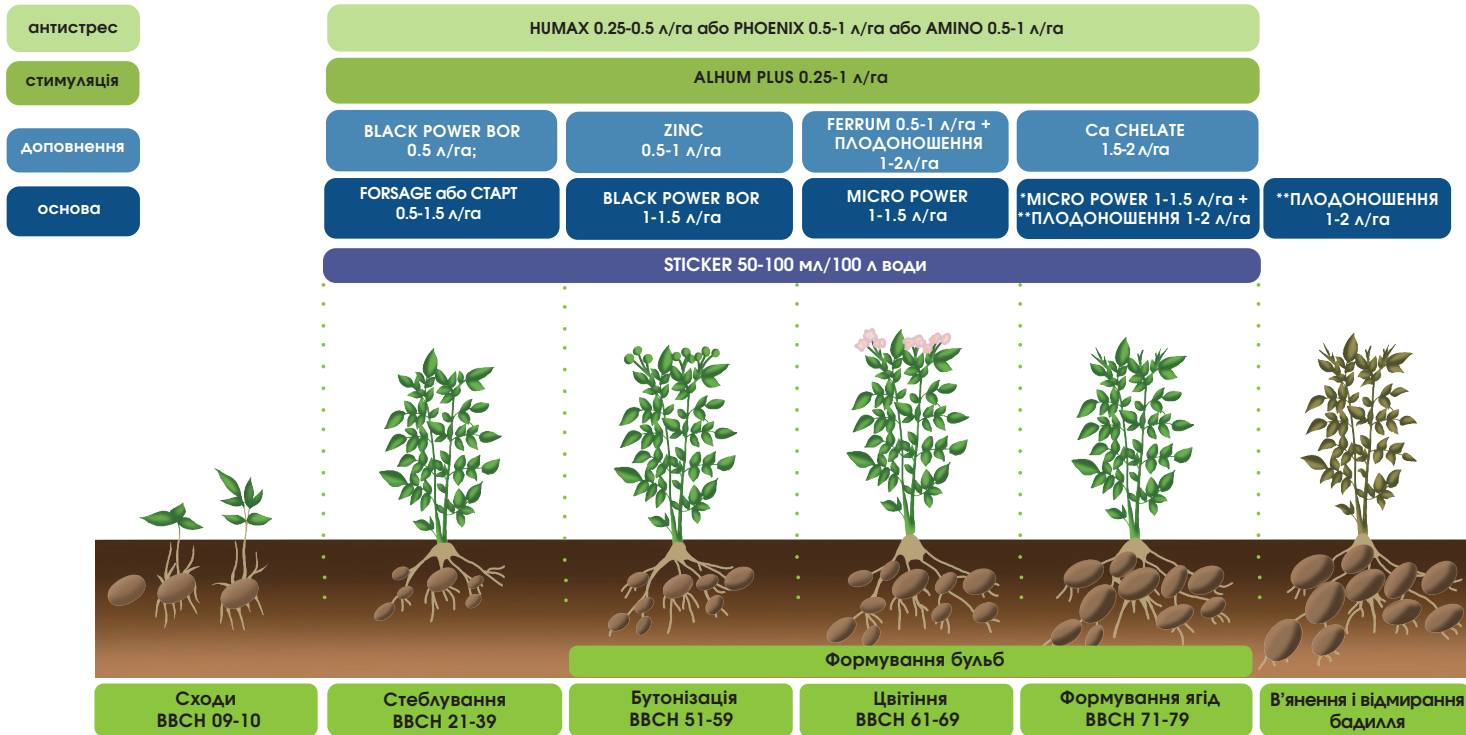 антистрес
HUMAX 0.25-0.5 л/га або PHOENIX 0.5-1 л/га або AMINO 0.5-1 л/га
стимуляція
ALHUM PLUS 0.25-1 л/га
доповнення
BLACK POWER BOR
0.5 л/га;
ZINC
0.5-1 л/га
FERRUM 0.5-1 л/га +
ПЛОДОНОШЕННЯ
1-2л/га
Ca CHELATE
1.5-2 л/га
основа
FORSAGE або СТАРТ
0.5-1.5 л/га
BLACK POWER BOR
1-1.5 л/га
MICRO POWER
1-1.5 л/га
*MICRO POWER 1-1.5 л/га +
**ПЛОДОНОШЕННЯ 1-2 л/га
**ПЛОДОНОШЕННЯ
1-2 л/га
STICKER 50-100 мл/100 л води
Формування бульб
Сходи
BBCH 09-10
Стеблування
BBCH 21-39
Бутонізація
BBCH 51-59
Цвітіння
BBCH 61-69
Формування ягід
BBCH 71-79
В'янення і відмирання
бадилля